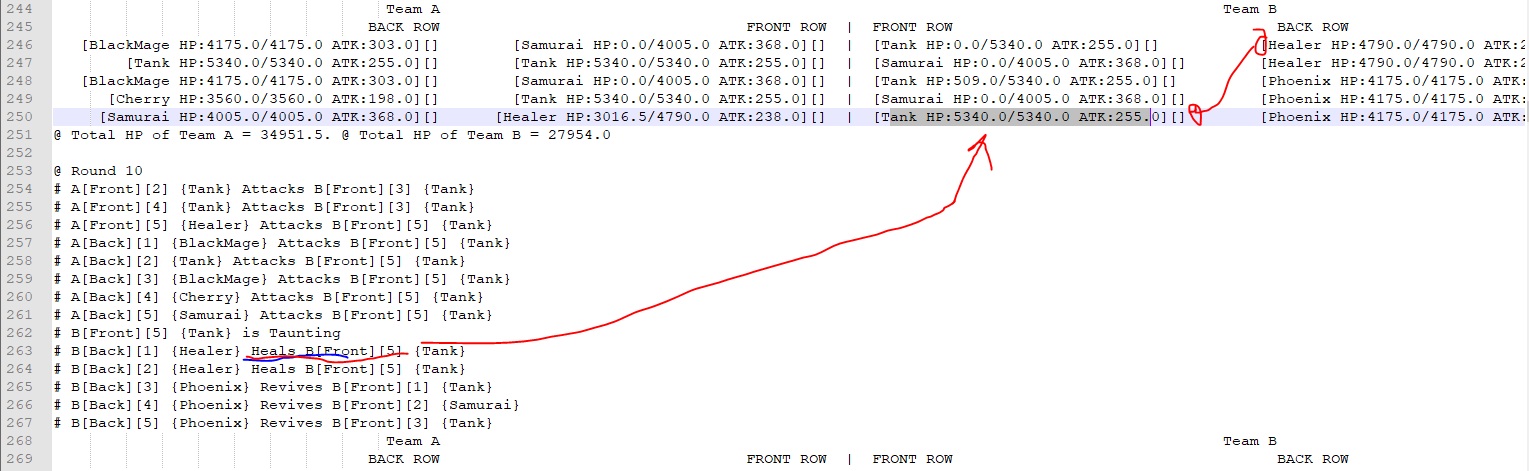 244 Team A Team B
245 BACK ROW FRONT ROW | FRONT ROW BACK ROW
246 [BlackMage HP:4175.0/4175.0 ATK:303.0][] [Samurai HP:0.0/4005.0 ATK:368.0][] | [Tank HP:0.0/5340.0 ATK:255.0][] [Healer HP:4790.0/4790.0 ATK:2
247 [Tank HP:5340.0/5340.0 ATK:255.0][] [Tank HP:5340.0/5340.0 ATK:255.0][] | [Samurai HP:0.0/4005.0 ATK:368.0][] [Healer HP:4790.0/4790.0 ATK:2
248 [BlackMage HP:4175.0/4175.0 ATK:303.0][] [Samurai HP:0.0/4005.0 ATK:368.0][] | [Tank HP:509.0/5340.0 ATK:255.0][] [Phoenix HP:4175.0/4175.0 ATK:
249 [Cherry HP:3560.0/3560.0 ATK:198.0][] [Tank HP:5340.0/5340.0 ATK:255.0][] | [Samurai HP:0.0/4005.0 ATK:368.0][] [Phoenix HP:4175.0/4175.0 ATK:
250 [Samurai HP:4005.0/4005.0 ATK:368.0][] [Healer HP:3016.5/4790.0 ATK:238.0][] | [Tank HP:5340.0/5340.0 ATK:255.0][] [Phoenix HP:4175.0/4175.0 ATK:
251 @ Total HP of Team A = 34951.5. @ Total HP of Team B = 27954.0
252
253 @ Round 10
254 # A[Front][2] {Tank} Attacks B[Front][3] {Tank}
255 # A[Front][4] {Tank} Attacks B[Front][3] {Tank}
256 # A[Front][5] {Healer} Attacks B[Front][5] {Tank}
257 # A[Back][1] {BlackMage} Attacks B[Front][5] {Tank}
258 # A[Back][2] {Tank} Attacks B[Front][5] {Tank}
259 # A[Back][3] {BlackMage} Attacks B[Front][5] {Tank}
260 # A[Back][4] {Cherry} Attacks B[Front][5] {Tank}
261 # A[Back][5] {Samurai} Attacks B[Front][5] {Tank}
262 # B[Front][5] {Tank} is Taunting
263 # B[Back][1] {Healer} Heals B[Front][5] {Tank}
264 # B[Back][2] {Healer} Heals B[Front][5] {Tank}
265 # B[Back][3] {Phoenix} Revives B[Front][1] {Tank}
266 # B[Back][4] {Phoenix} Revives B[Front][2] {Samurai}
267 # B[Back][5] {Phoenix} Revives B[Front][3] {Tank}
268 Team A Team B
269 BACK ROW FRONT ROW | FRONT ROW BACK ROW